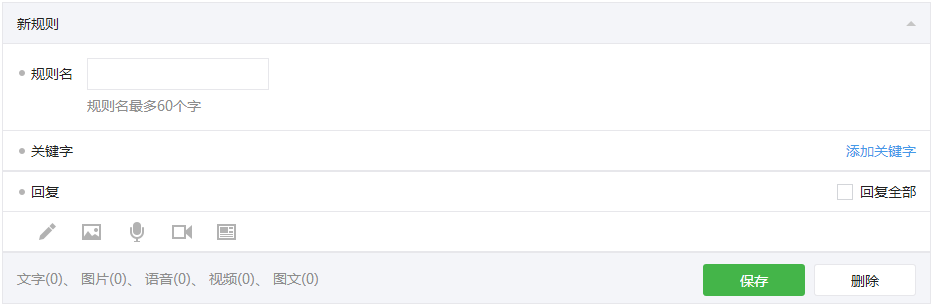 新规则
规则名
规则名最多60个字
关键字 添加关键字
回复 回复全部
文字(0)、 图片(0)、 语音(0)、 视频(0)、 图文(0) 保存 删除